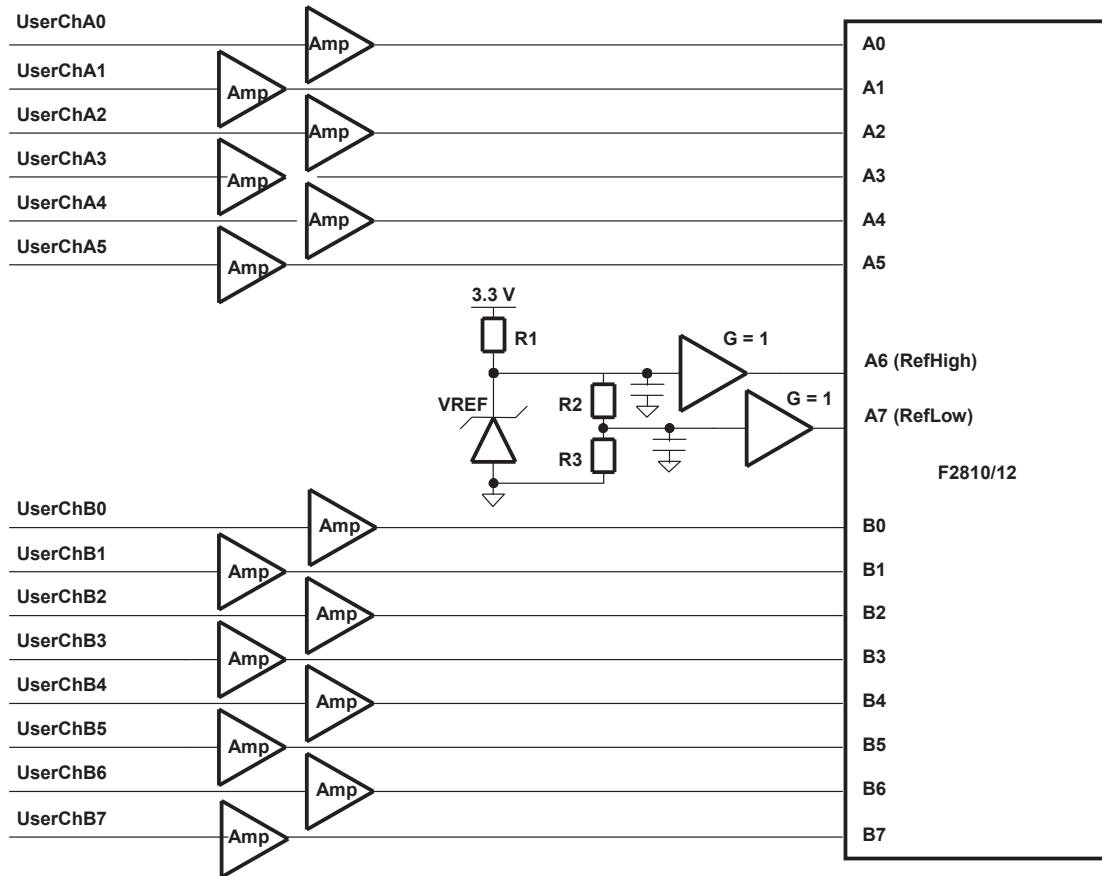 UserChA0
Amp
A0
UserChA1
Amp
A1
UserChA2
Amp
A2
UserChA3
Amp
A3
UserChA4
Amp
A4
UserChA5
Amp
A5
3.3 V
R1
G = 1
A6 (RefHigh)
VREF
R2
G = 1
A7 (RefLow)
R3
F2810/12
UserChB0
Amp
B0
UserChB1
Amp
B1
UserChB2
Amp
B2
UserChB3
Amp
B3
UserChB4
Amp
B4
UserChB5
Amp
B5
UserChB6
Amp
B6
UserChB7
Amp
B7